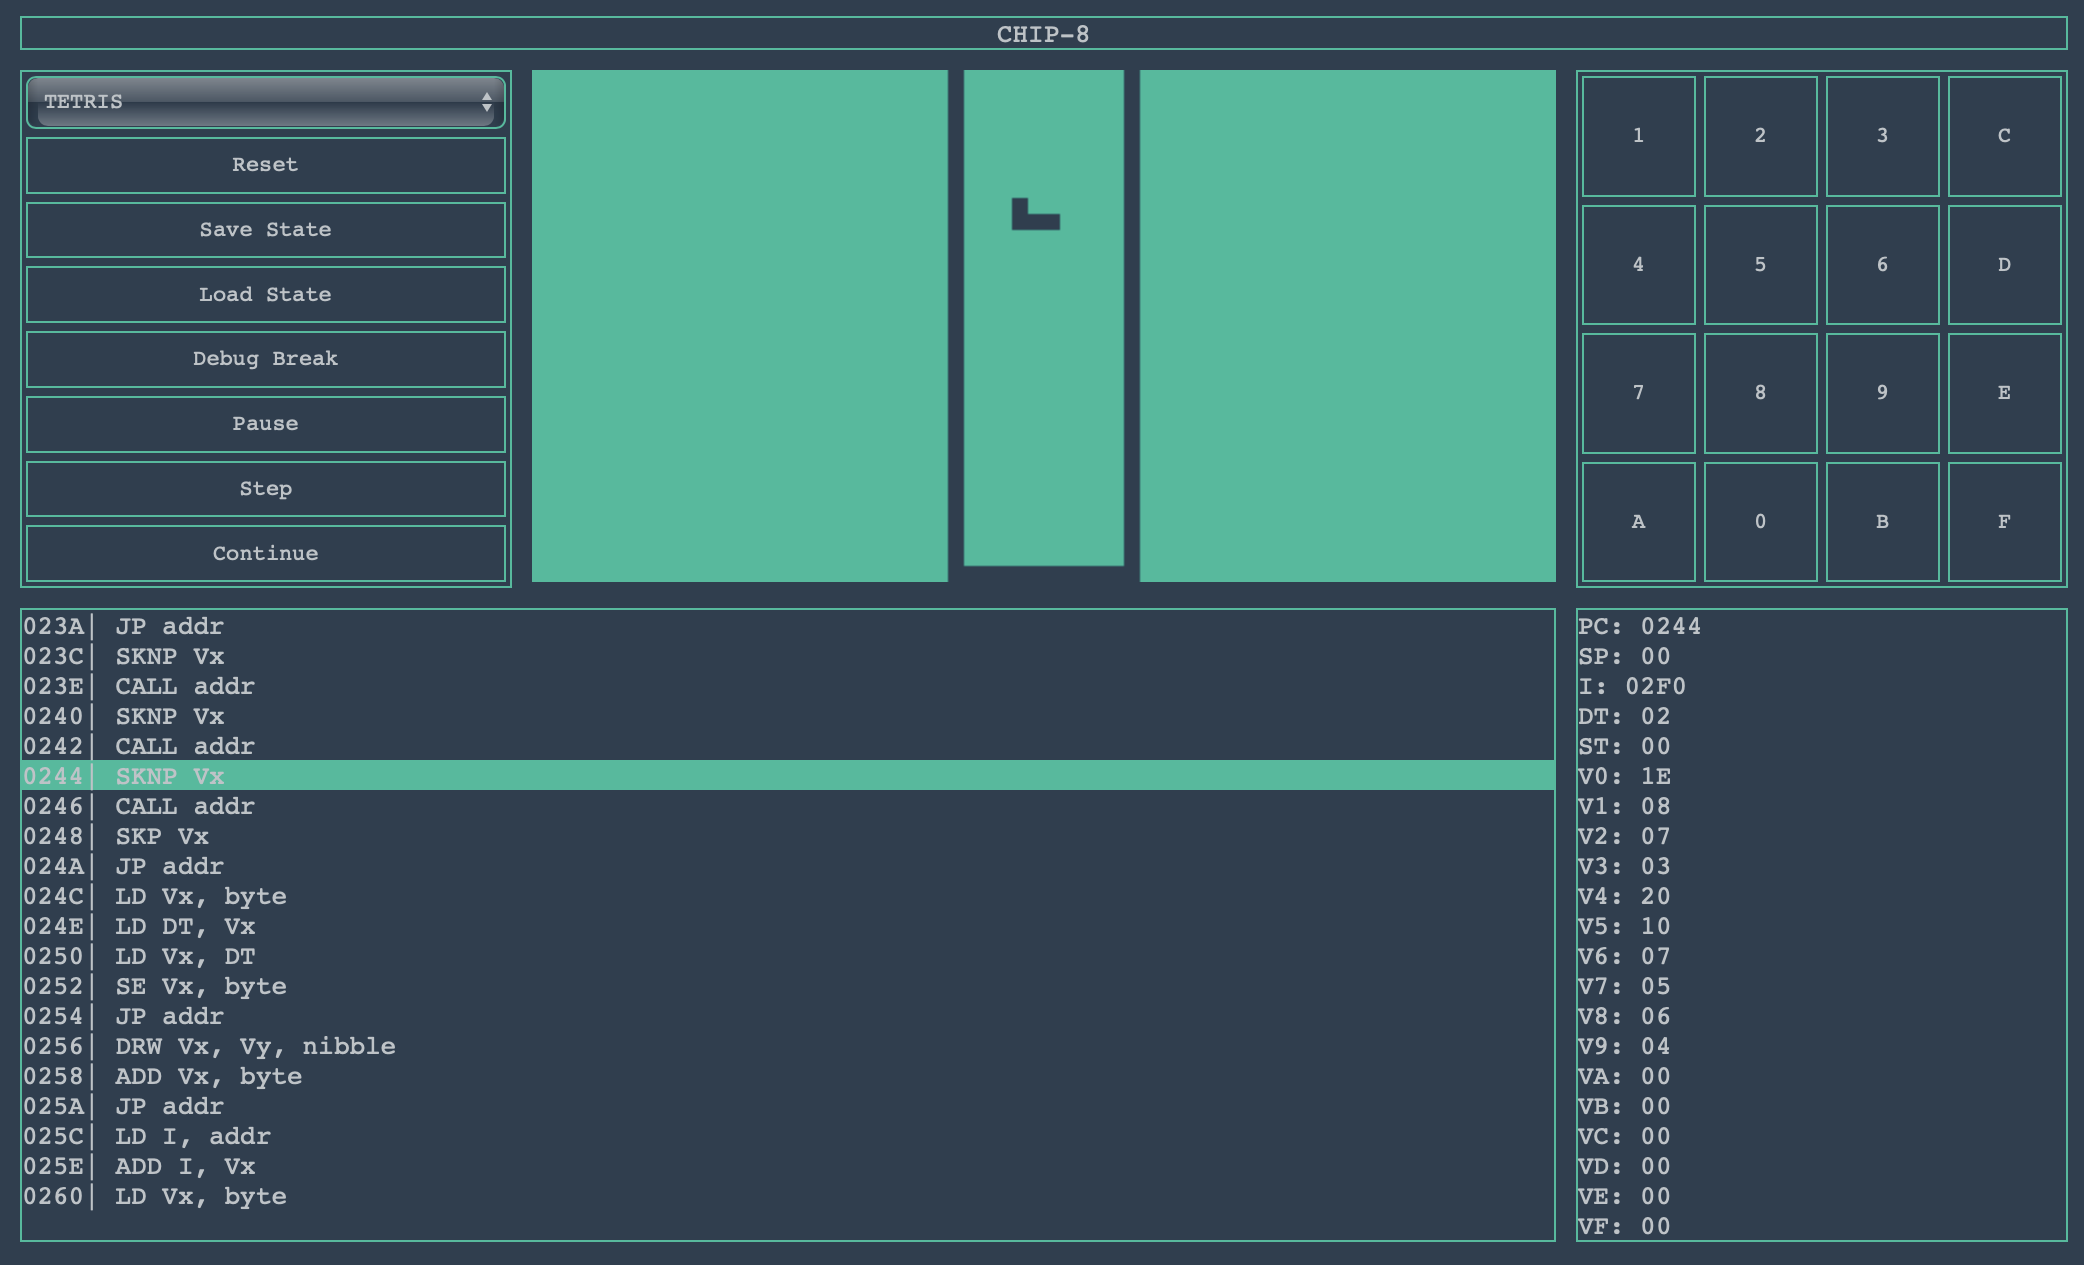 CHIP-8
TETRIS
Reset
Save State
Load State
Debug Break
Pause
Step
Continue
1 2 3 C
4 5 6 D
7 8 9 E
A 0 B F
023A| JP addr
023C| SKNP Vx
023E| CALL addr
0240| SKNP Vx
0242| CALL addr
0244| SKNP Vx
0246| CALL addr
0248| SKP Vx
024A| JP addr
024C| LD Vx, byte
024E| LD DT, Vx
0250| LD Vx, DT
0252| SE Vx, byte
0254| JP addr
0256| DRW Vx, Vy, nibble
0258| ADD Vx, byte
025A| JP addr
025C| LD I, addr
025E| ADD I, Vx
0260| LD Vx, byte
PC: 0244
SP: 00
I: 02F0
DT: 02
ST: 00
V0: 1E
V1: 08
V2: 07
V3: 03
V4: 20
V5: 10
V6: 07
V7: 05
V8: 06
V9: 04
VA: 00
VB: 00
VC: 00
VD: 00
VE: 00
VF: 00